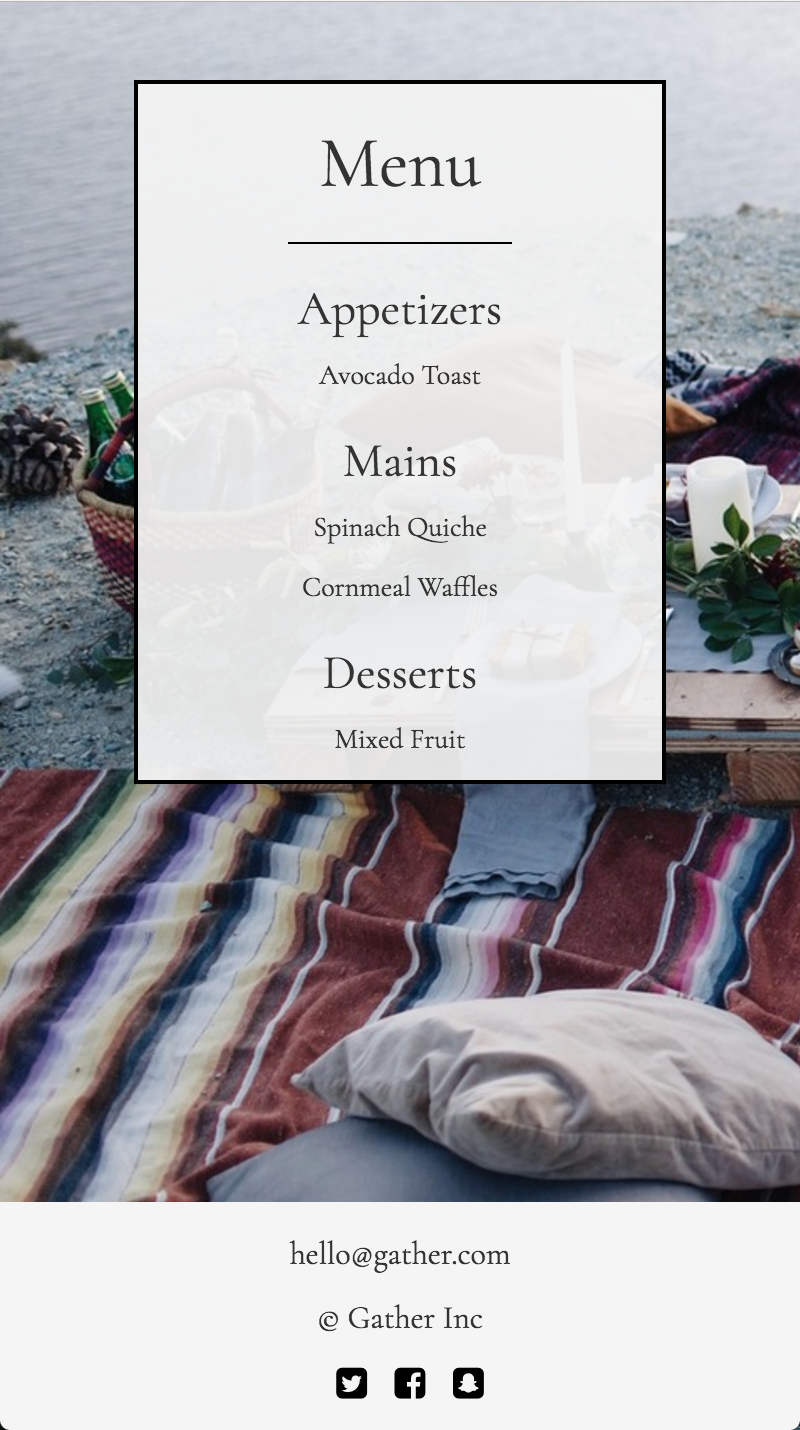 Menu
Appetizers
Avocado Toast
Mains
Spinach Quiche
Cornmeal Waffles
Desserts
Mixed Fruit
hello@gather.com
© Gather Inc